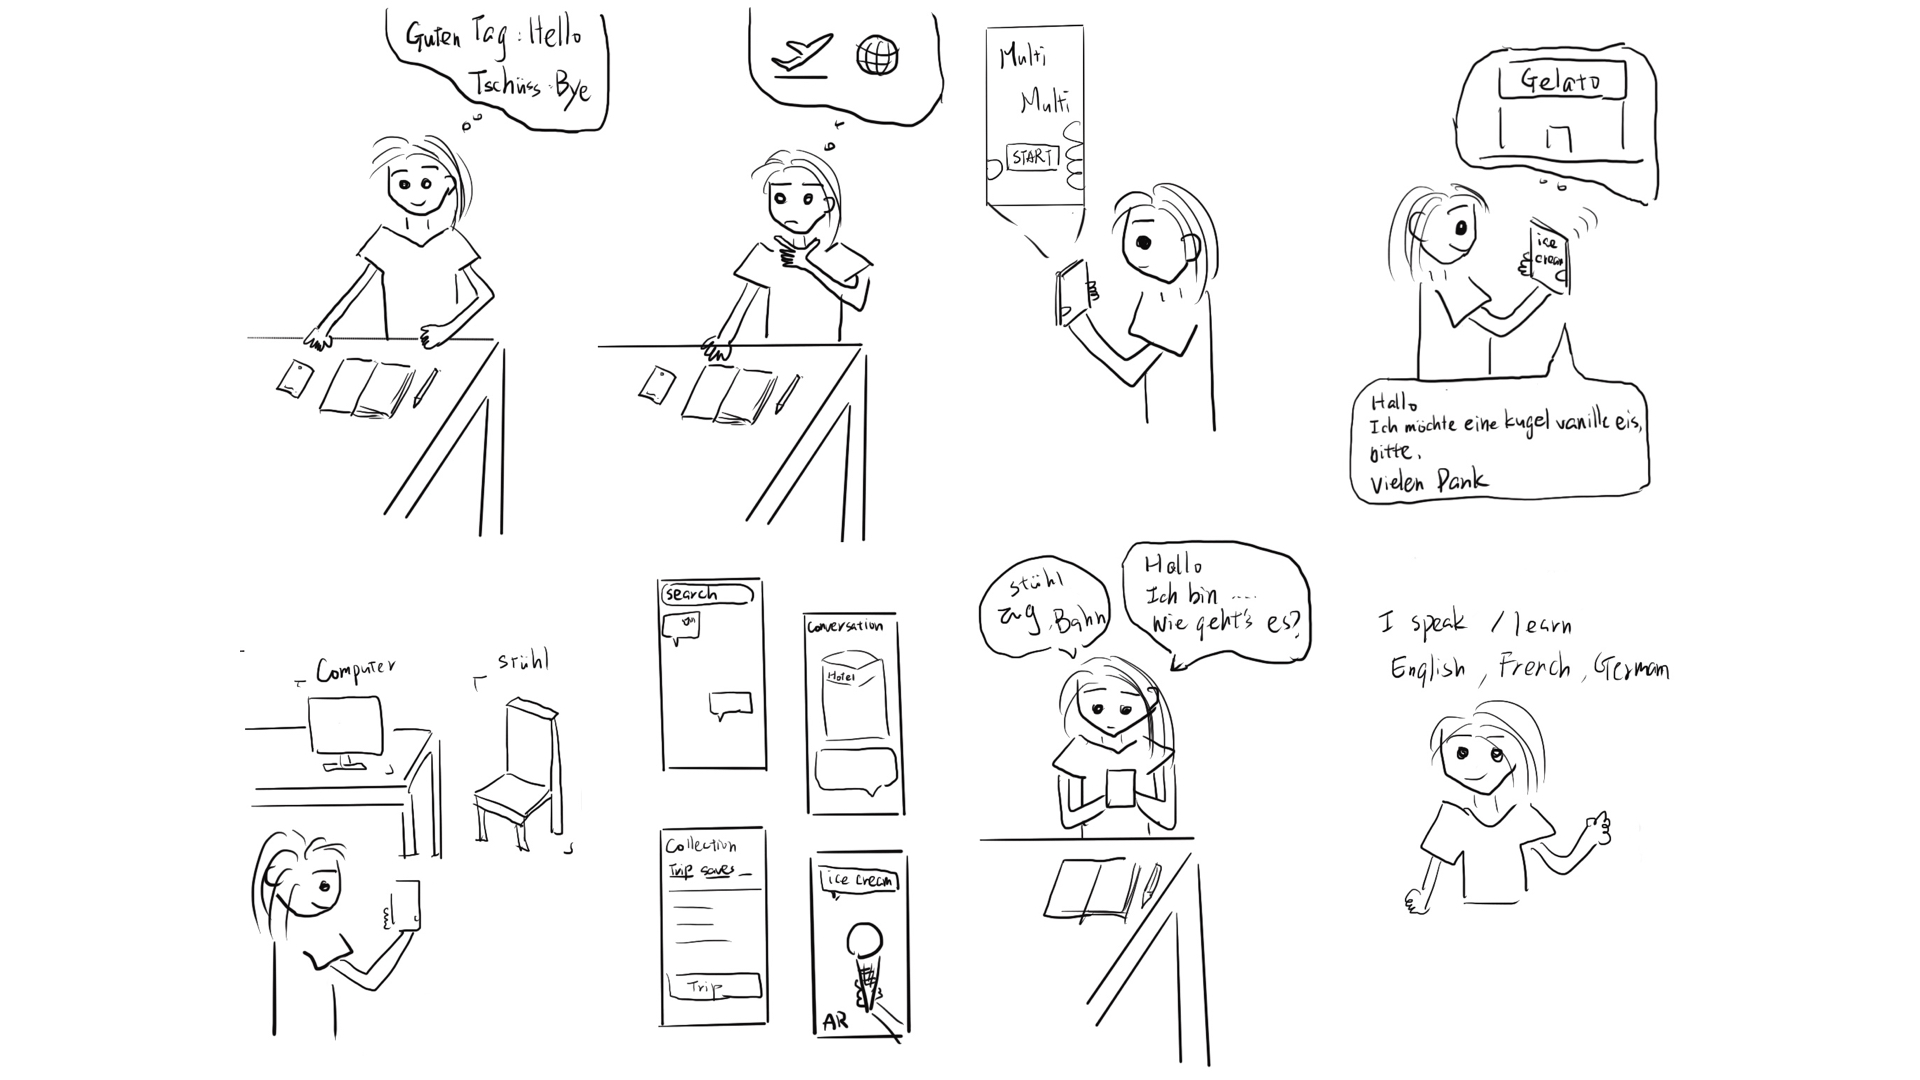 Guten Tag : Hello
Tschüss : Bye
Multi
Multi
START
Gelato
ice
cream
Hallo
Ich möchte eine kugel vanille eis,
bitte.
Vielen Dank
Computer
stühl
search
Conversation
Hotel
Collection
Trip saves
Trip
ice cream
AR
stühl
zug, Bahn
Hallo
Ich bin ....
Wie geht's es?
I speak / learn
English, French, German